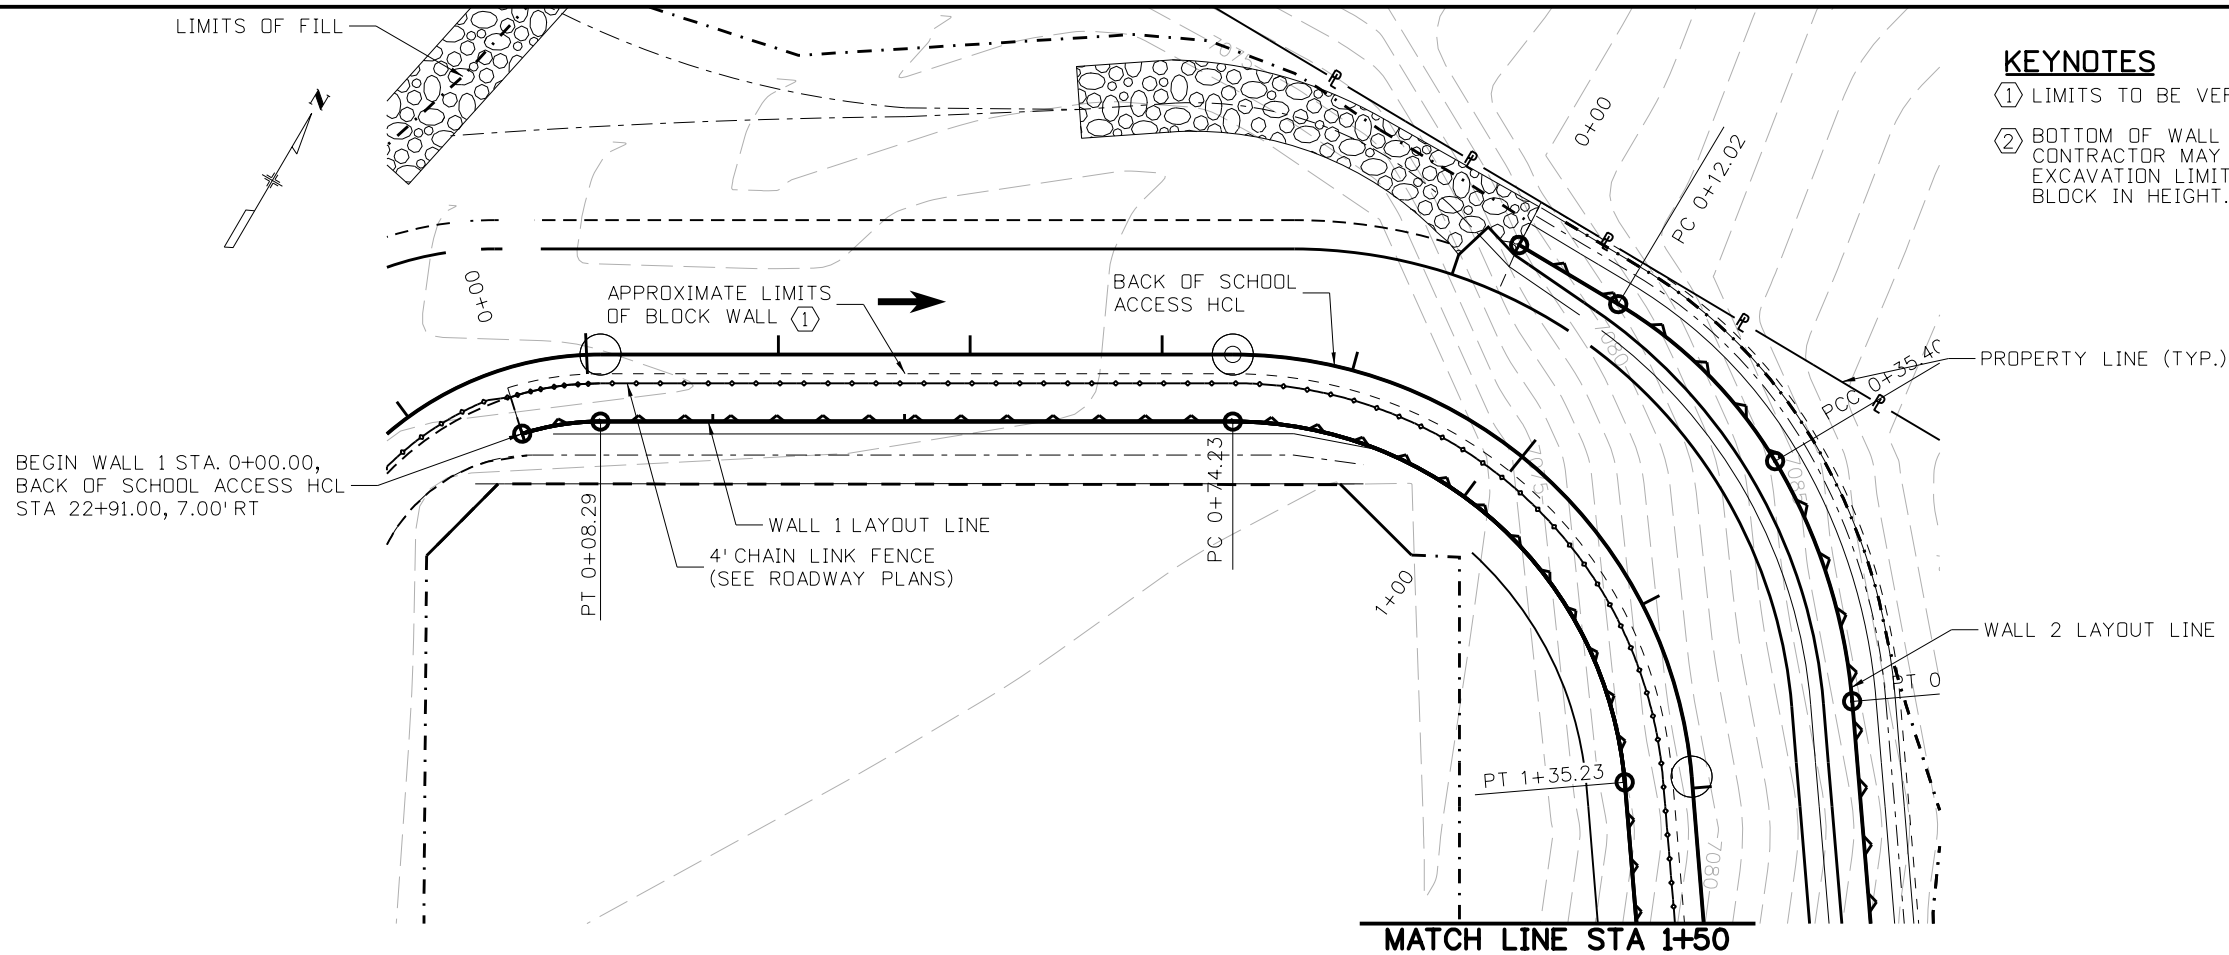 LIMITS OF FILL
N
KEYNOTES
1 LIMITS TO BE
2 BOTTOM OF WALL
CONTRACTOR MAY
EXCAVATION
BLOCK IN HEIGHT.
0+00
PC 0+12.02
0+00
APPROXIMATE LIMITS
OF BLOCK WALL 1
BACK OF SCHOOL
ACCESS HCL
7080
PCC 0+35.40
PROPERTY LINE (TYP.)
BEGIN WALL 1 STA. 0+00.00,
BACK OF SCHOOL ACCESS HCL
STA 22+91.00, 7.00' RT
7075
7085
PT 0+08.29
WALL 1 LAYOUT LINE
4' CHAIN LINK FENCE
(SEE ROADWAY PLANS)
PC 0+74.23
1+00
WALL 2 LAYOUT LINE
PT 0
PT 1+35.23
7080
MATCH LINE STA 1+50